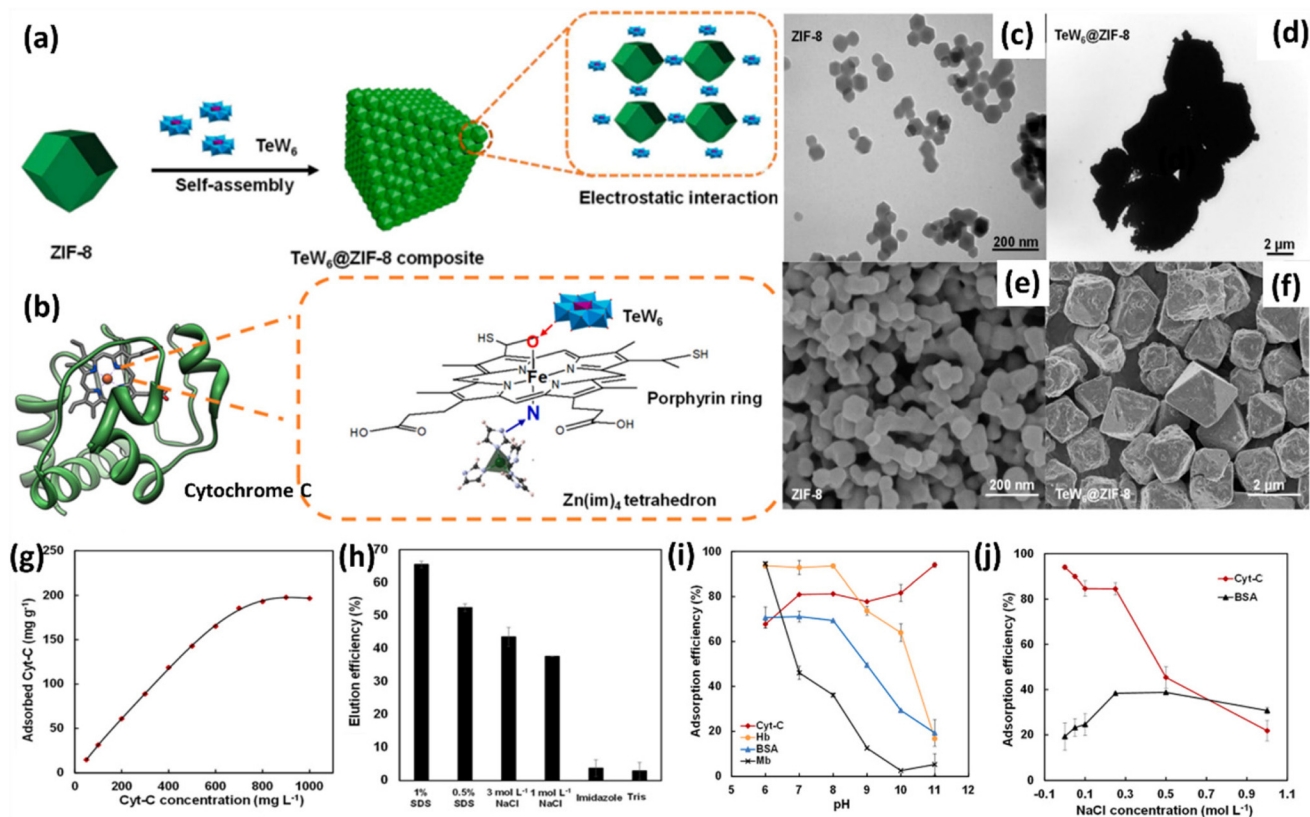 (a)
TeW6
Self-assembly
ZIF-8
TeW6@ZIF-8 composite
Electrostatic interaction
ZIF-8
(c)
200 nm
TeW6@ZIF-8
(d)
2 µm
(b)
Cytochrome C
TeW6
HS
O
SH
Fe
N
N
N
N
Porphyrin ring
HO
O
N
O
OH
Zn(im)4 tetrahedron
(e)
ZIF-8
200 nm
(f)
TeW6@ZIF-8
2 µm
(g)
Adsorbed Cyt-C (mg g-1)
250
200
150
100
50
0
0
200
400
600
800
1000
Cyt-C concentration (mg L-1)
(h)
Elution efficiency (%)
70
60
50
40
30
20
10
0
1% SDS
0.5% SDS
3 mol L-1 NaCl
1 mol L-1 NaCl
Imidazole
Tris
(i)
Adsorption efficiency (%)
100
80
60
40
20
0
Cyt-C
Hb
BSA
Mb
5
6
7
8
9
10
11
12
pH
(j)
Adsorption efficiency (%)
100
80
60
40
20
0
Cyt-C
BSA
-0.1
0.1
0.3
0.5
0.7
0.9
1.1
NaCl concentration (mol L-1)